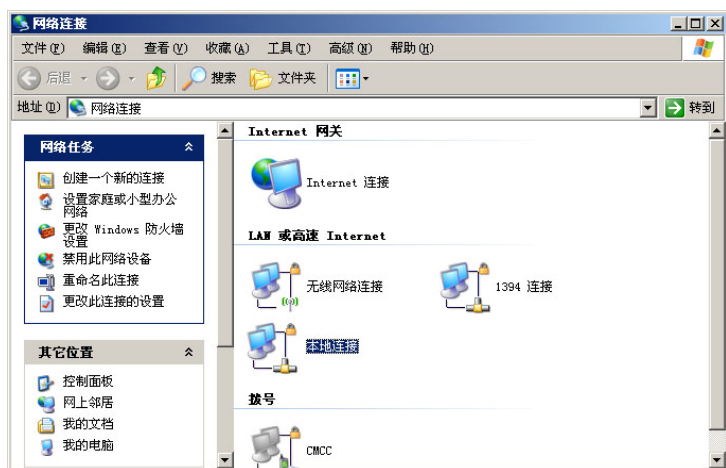 网络连接
文件(F) 编辑(E) 查看(V) 收藏(A) 工具(T) 高级(N) 帮助(H)
后退 搜索 文件夹
地址(D) 网络连接 转到
网络任务
创建一个新的连接
设置家庭或小型办公
网络
更改 Windows 防火墙
设置
禁用此网络设备
重命名此连接
更改此连接的设置
其它位置
控制面板
网上邻居
我的文档
我的电脑
Internet 网关
Internet 连接
LAN 或高速 Internet
无线网络连接 1394 连接
本地连接
拨号
CMCC